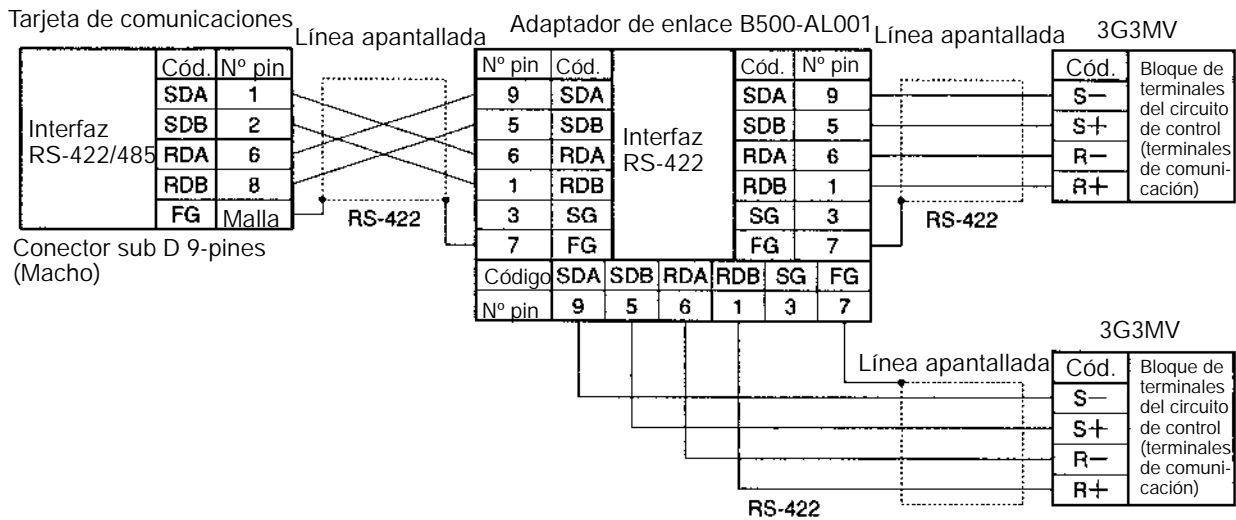 Tarjeta de comunicaciones
Línea apantallada
Adaptador de enlace B500-AL001
Línea apantallada
3G3MV
Interfaz
RS-422/485
Cód. Nº pin
SDA 1
SDB 2
RDA 6
RDB 8
FG Malla
Conector sub D 9-pines
(Macho)
RS-422
Nº pin Cód.
9 SDA
5 SDB
6 RDA
1 RDB
3 SG
7 FG
Interfaz
RS-422
Cód. Nº pin
SDA 9
SDB 5
RDA 6
RDB 1
SG 3
FG 7
Código SDA SDB RDA RDB SG FG
Nº pin 9 5 6 1 3 7
RS-422
Cód.
S−
S+
R−
R+
Bloque de
terminales
del circuito
de control
(terminales
de comuni-
cación)
3G3MV
Línea apantallada
Cód.
S−
S+
R−
R+
Bloque de
terminales
del circuito
de control
(terminales
de comuni-
cación)
RS-422